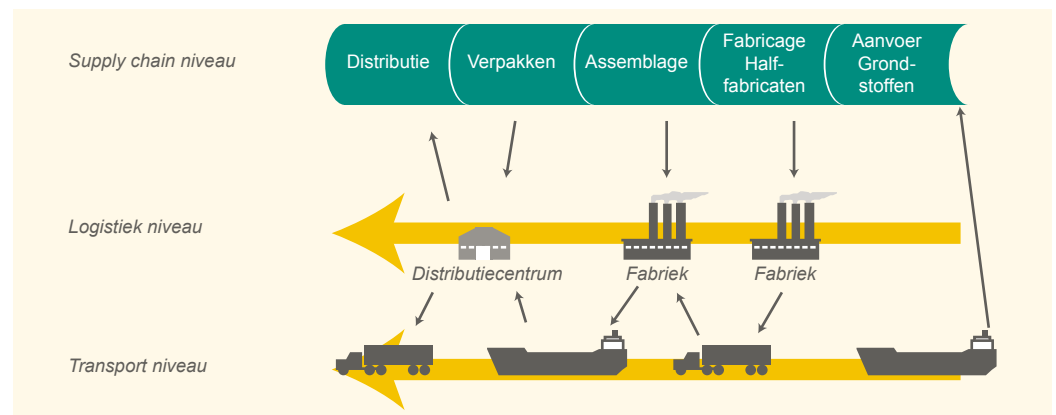 Supply chain niveau
Distributie
Verpakken
Assemblage
Fabricage
Half-
fabricaten
Aanvoer
Grond-
stoffen
Logistiek niveau
Distributiecentrum
Fabriek
Fabriek
Transport niveau